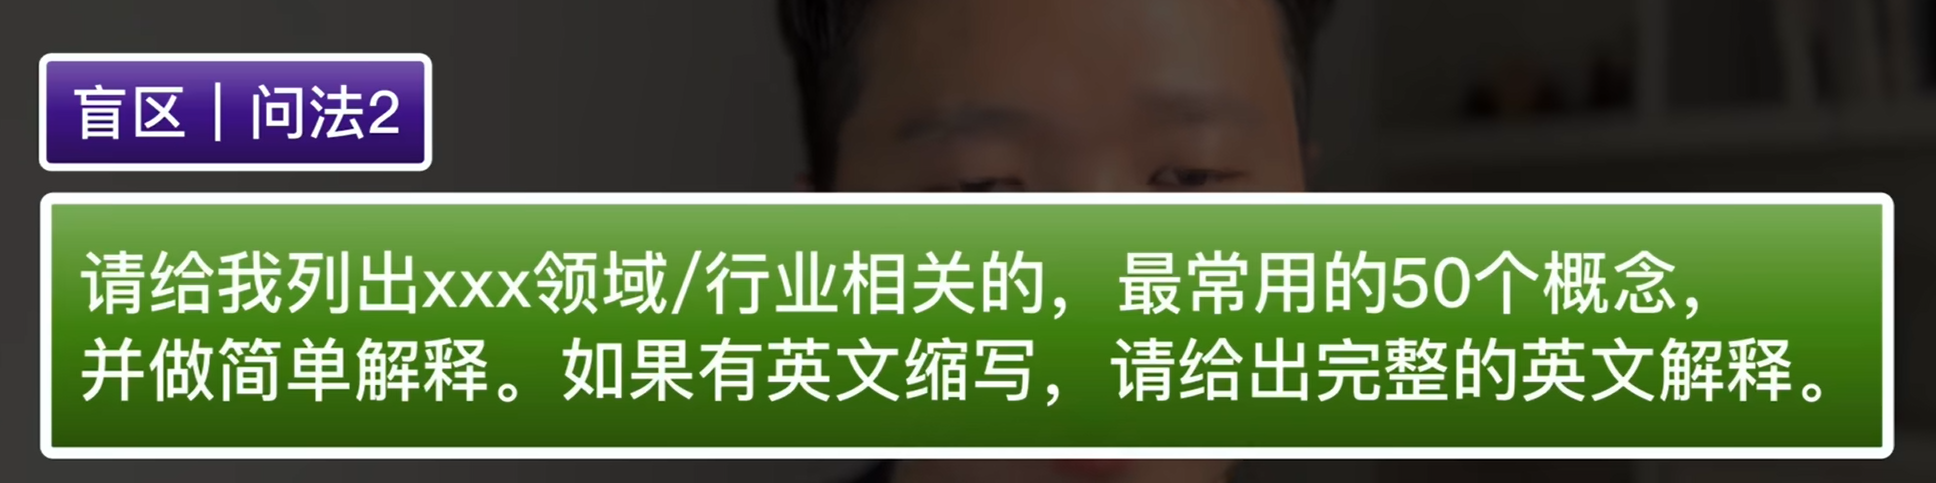 盲区｜问法2
请给我列出xxx领域/行业相关的，最常用的50个概念，
并做简单解释。如果有英文缩写，请给出完整的英文解释。